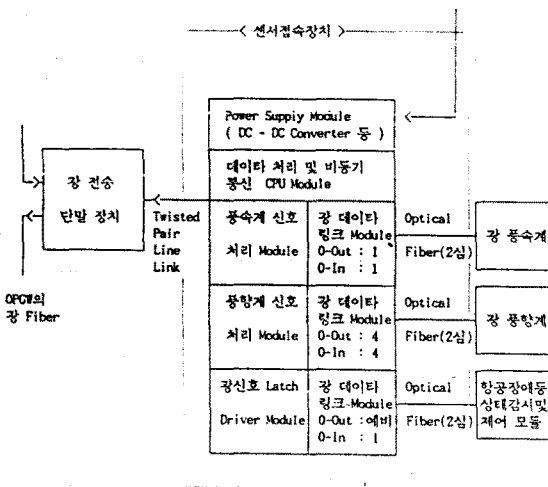 < 센서접속장치 >
Power Supply Module
( DC - DC Converter 등 )
데이타 처리 및 비동기
통신 CPU Module
광 전송
단말 장치
Twisted
Pair
Line
Link
OPGW의
광 Fiber
풍속계 신호
처리 Module
광 데이타
링크 Module
O-Out : 1
O-In : 1
Optical
Fiber(2심)
광 풍속계
풍향계 신호
처리 Module
광 데이타
링크 Module
O-Out : 4
O-In : 4
Optical
Fiber(2심)
광 풍향계
광신호 Latch
Driver Module
광 데이타
링크-Module
O-Out : 예비
O-In : 1
Optical
Fiber(2심)
항공장애등
상태감시및
제어 모듈